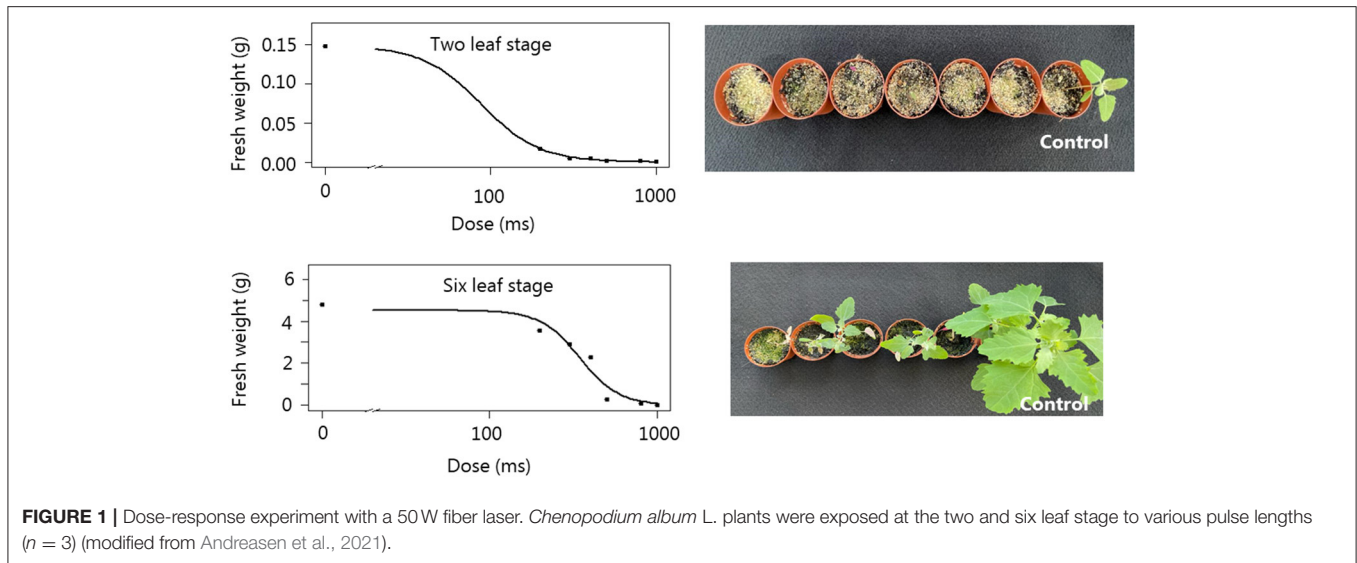 Two leaf stage
Fresh weight (g)
0.15
0.10
0.05
0.00
0
100
1000
Dose (ms)
Control
Six leaf stage
Fresh weight (g)
6
4
2
0
0
100
1000
Dose (ms)
Control
FIGURE 1 | Dose-response experiment with a 50 W fiber laser. Chenopodium album L. plants were exposed at the two and six leaf stage to various pulse lengths
(n = 3) (modified from Andreasen et al., 2021).